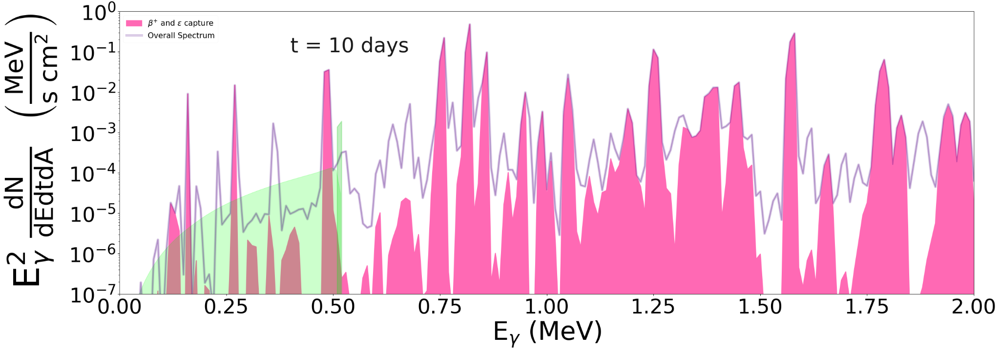 10⁰
10⁻¹
10⁻²
10⁻³
10⁻⁴
10⁻⁵
10⁻⁶
10⁻⁷
E²γ dN/dEdtdA (MeV/s cm²)
β⁺ and ε capture
Overall Spectrum
t = 10 days
0.00 0.25 0.50 0.75 1.00 1.25 1.50 1.75 2.00
Eγ (MeV)